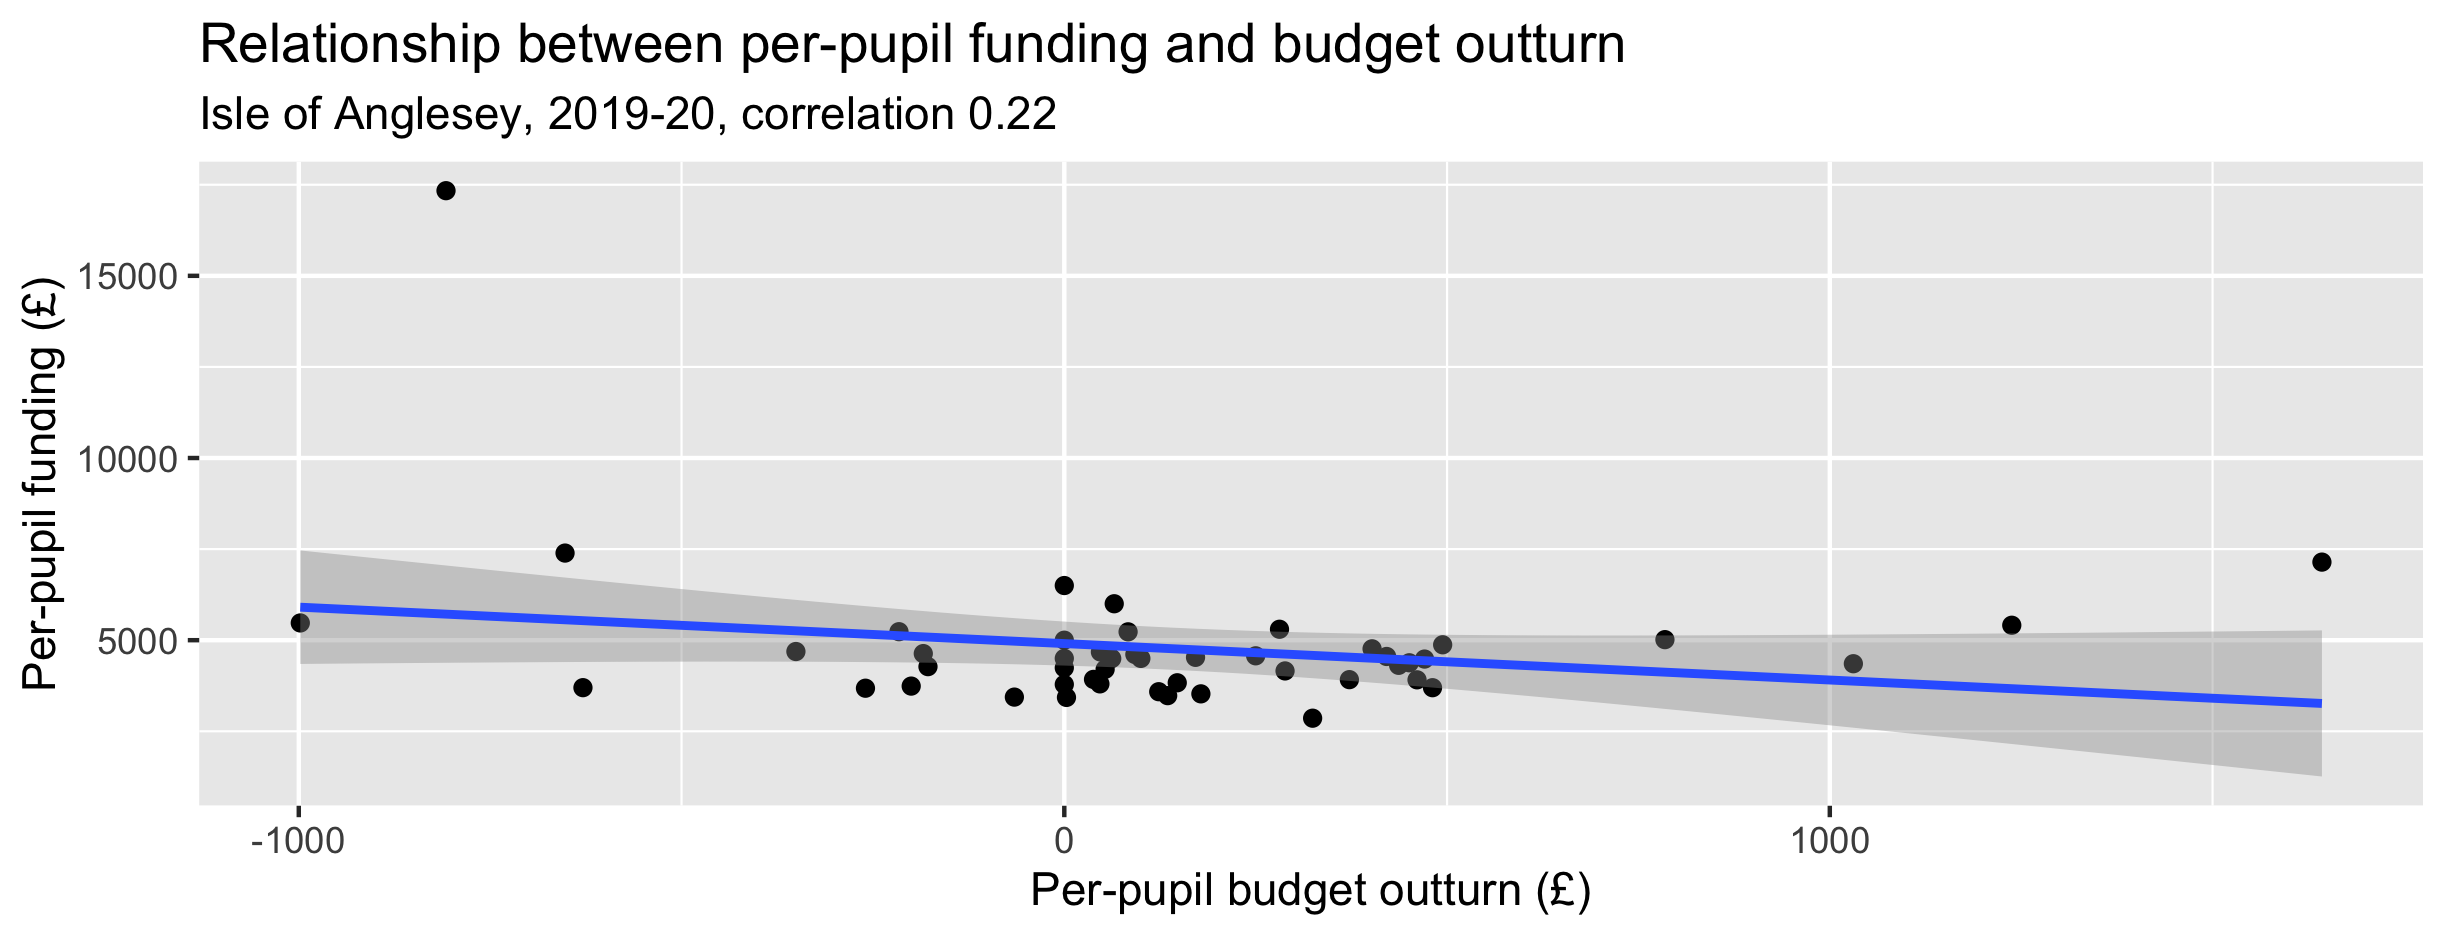 Relationship between per-pupil funding and budget outturn
Isle of Anglesey, 2019-20, correlation 0.22
Per-pupil funding (£)
15000
10000
5000
-1000
0
1000
Per-pupil budget outturn (£)